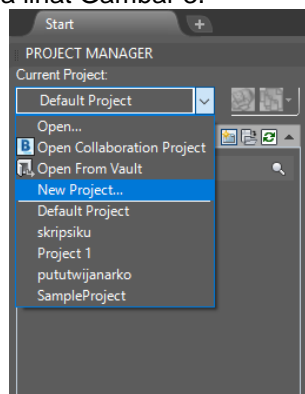 a lihat Gambar 3.
Start
PROJECT MANAGER
Current Project:
Default Project
Open...
B Open Collaboration Project
Open From Vault
New Project...
Default Project
skripsiku
Project 1
pututwijanarko
SampleProject